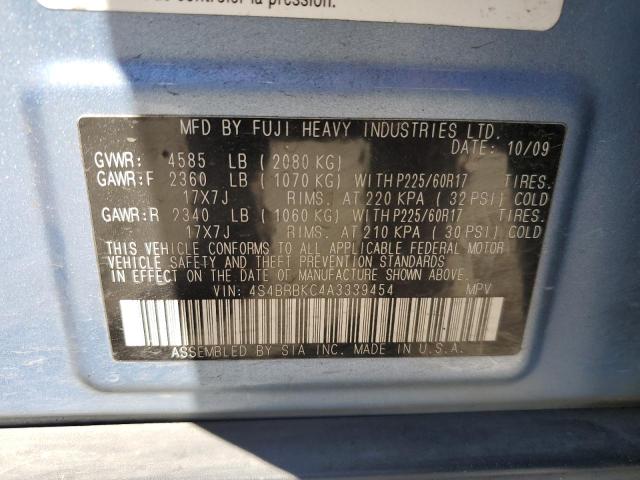 contrôler la pression.
MFD BY FUJI HEAVY INDUSTRIES LTD.
DATE: 10/09
GVWR: 4585 LB (2080 KG)
GAWR:F 2360 LB (1070 KG) WITH P225/60R17 TIRES.
17X7J RIMS. AT 220 KPA (32 PSI) COLD
GAWR:R 2340 LB (1060 KG) WITH P225/60R17 TIRES.
17X7J RIMS. AT 210 KPA (30 PSI) COLD
THIS VEHICLE CONFORMS TO ALL APPLICABLE FEDERAL MOTOR
VEHICLE SAFETY AND THEFT PREVENTION STANDARDS
IN EFFECT ON THE DATE OF MANUFACTURE SHOWN ABOVE.
VIN: 4S4BRBKC4A3339454 MPV
ASSEMBLED BY SIA INC. MADE IN U.S.A.